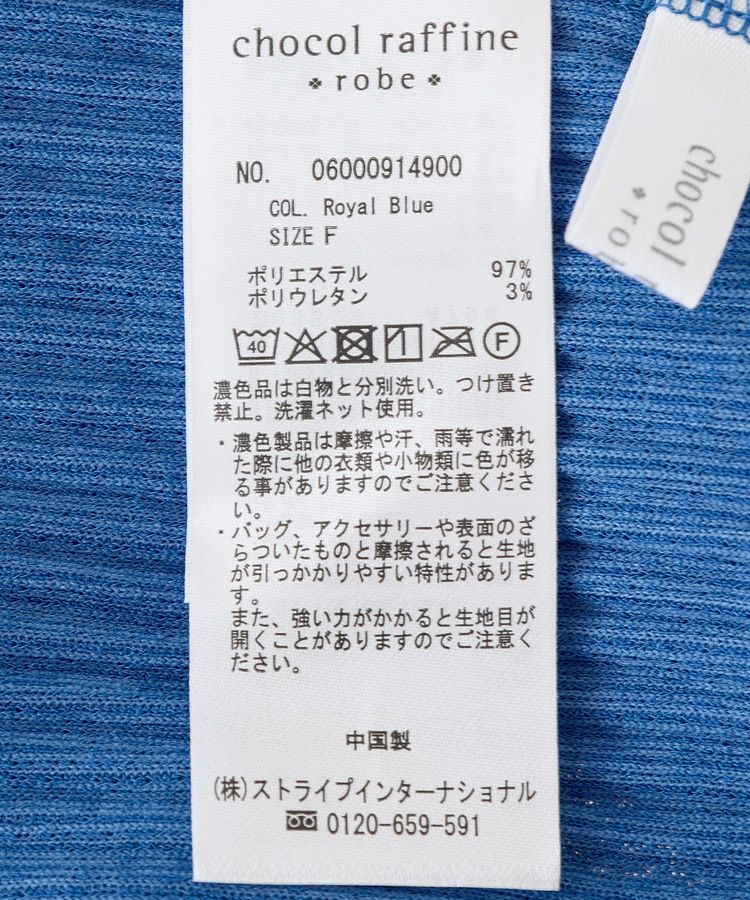 chocol raffine
robe
NO. 06000914900
COL. Royal Blue
SIZE F
ポリエステル 97%
ポリウレタン 3%
40
F
濃色品は白物と分別洗い。つけ置き
禁止。洗濯ネット使用。
・濃色製品は摩擦や汗、雨等で濡れ
た際に他の衣類や小物類に色が移
る事がありますのでご注意くださ
い。
・バッグ、アクセサリーや表面のざ
らついたものと摩擦されると生地
が引っかかりやすい特性がありま
す。
また、強い力がかかると生地目が
開くことがありますのでご注意く
ださい。
中国製
(株)ストライプインターナショナル
0120-659-591
chocol